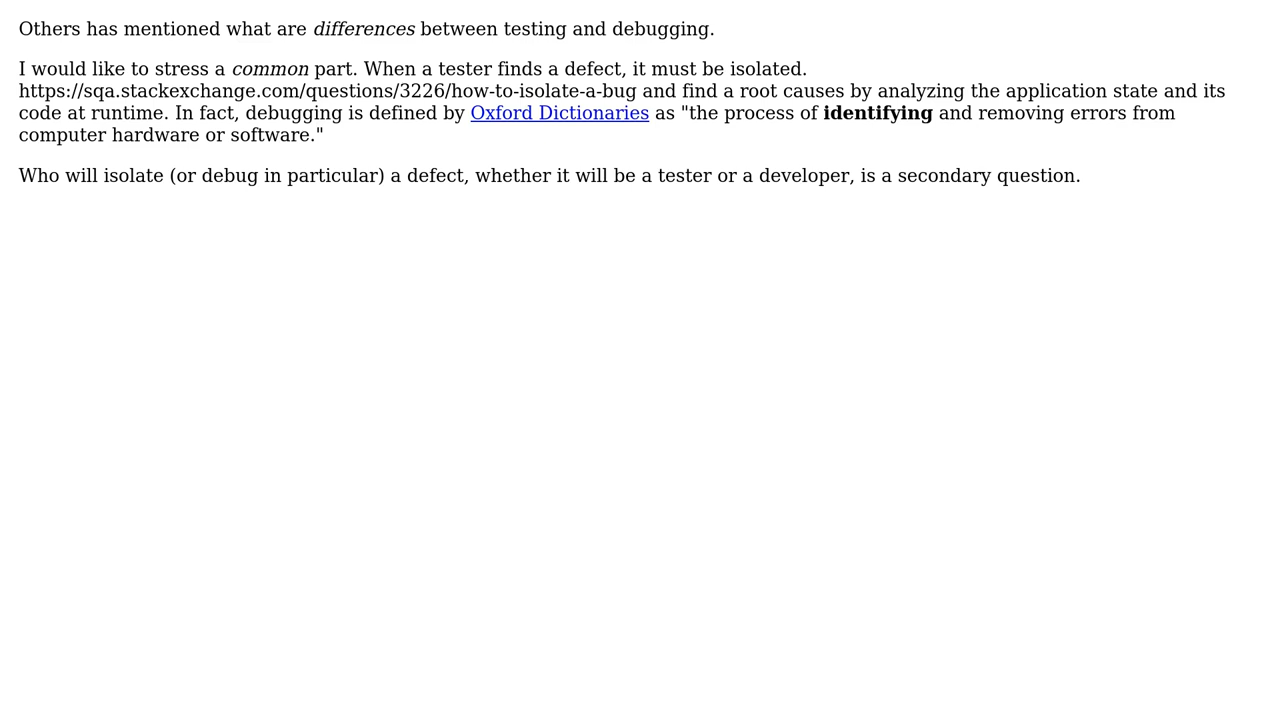 Others has mentioned what are differences between testing and debugging.
I would like to stress a common part. When a tester finds a defect, it must be isolated.
https://sqa.stackexchange.com/questions/3226/how-to-isolate-a-bug and find a root causes by analyzing the application state and its
code at runtime. In fact, debugging is defined by Oxford Dictionaries as "the process of identifying and removing errors from
computer hardware or software."
Who will isolate (or debug in particular) a defect, whether it will be a tester or a developer, is a secondary question.